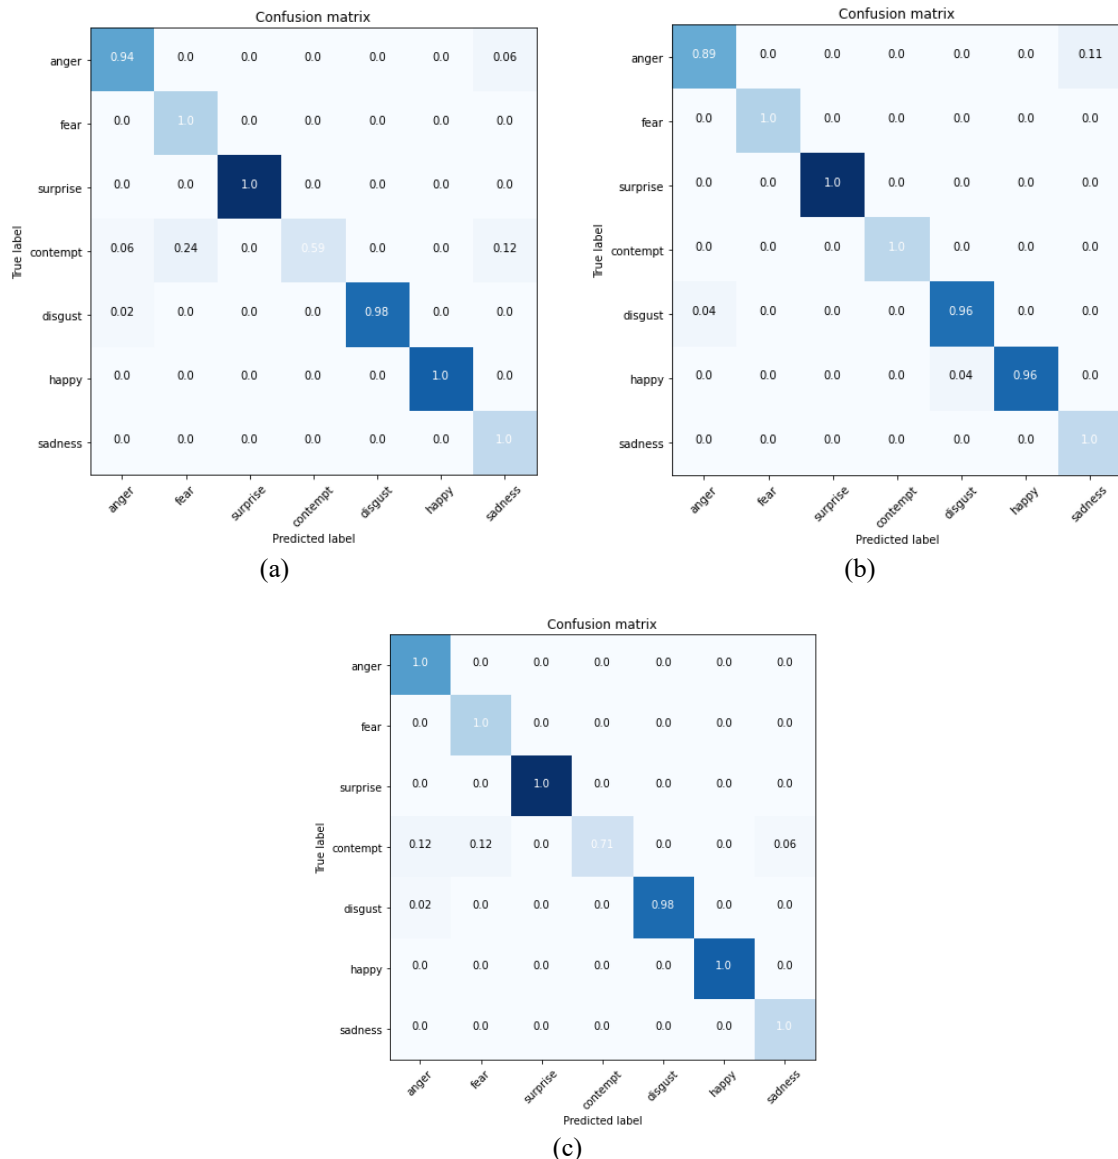 Confusion matrix
anger 0.94 0.0 0.0 0.0 0.0 0.0 0.06
fear 0.0 1.0 0.0 0.0 0.0 0.0 0.0
surprise 0.0 0.0 1.0 0.0 0.0 0.0 0.0
contempt 0.06 0.24 0.0 0.59 0.0 0.0 0.12
disgust 0.02 0.0 0.0 0.0 0.98 0.0 0.0
happy 0.0 0.0 0.0 0.0 0.0 1.0 0.0
sadness 0.0 0.0 0.0 0.0 0.0 0.0 1.0
True label
anger fear surprise contempt disgust happy sadness
Predicted label
(a)
Confusion matrix
anger 0.89 0.0 0.0 0.0 0.0 0.0 0.11
fear 0.0 1.0 0.0 0.0 0.0 0.0 0.0
surprise 0.0 0.0 1.0 0.0 0.0 0.0 0.0
contempt 0.0 0.0 0.0 1.0 0.0 0.0 0.0
disgust 0.04 0.0 0.0 0.0 0.96 0.0 0.0
happy 0.0 0.0 0.0 0.0 0.04 0.96 0.0
sadness 0.0 0.0 0.0 0.0 0.0 0.0 1.0
True label
anger fear surprise contempt disgust happy sadness
Predicted label
(b)
Confusion matrix
anger 1.0 0.0 0.0 0.0 0.0 0.0 0.0
fear 0.0 1.0 0.0 0.0 0.0 0.0 0.0
surprise 0.0 0.0 1.0 0.0 0.0 0.0 0.0
contempt 0.12 0.12 0.0 0.71 0.0 0.0 0.06
disgust 0.02 0.0 0.0 0.0 0.98 0.0 0.0
happy 0.0 0.0 0.0 0.0 0.0 1.0 0.0
sadness 0.0 0.0 0.0 0.0 0.0 0.0 1.0
True label
anger fear surprise contempt disgust happy sadness
Predicted label
(c)